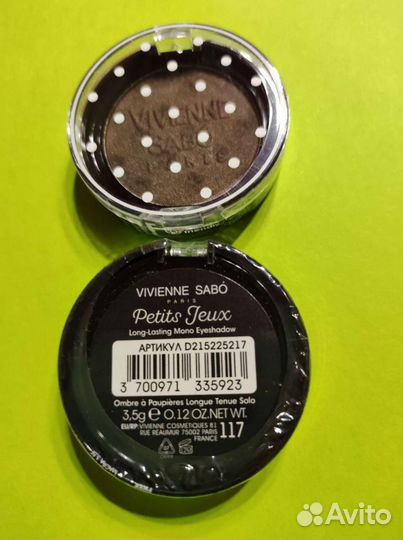 VIVIENNE
SABÓ
PARIS
VIVIENNE SABÓ
PARIS
Petits Jeux
Long-Lasting Mono Eyeshadow
АРТИКУЛ D215225217
3 700971 335923
Ombre à Paupières Longue Tenue Solo
3,5g ℮ 0.12 OZ.NET WT.
EU/RP: VIVIENNE COSMETIQUES 81
RUE REAUMUR 75002 PARIS
FRANCE
117
Avito